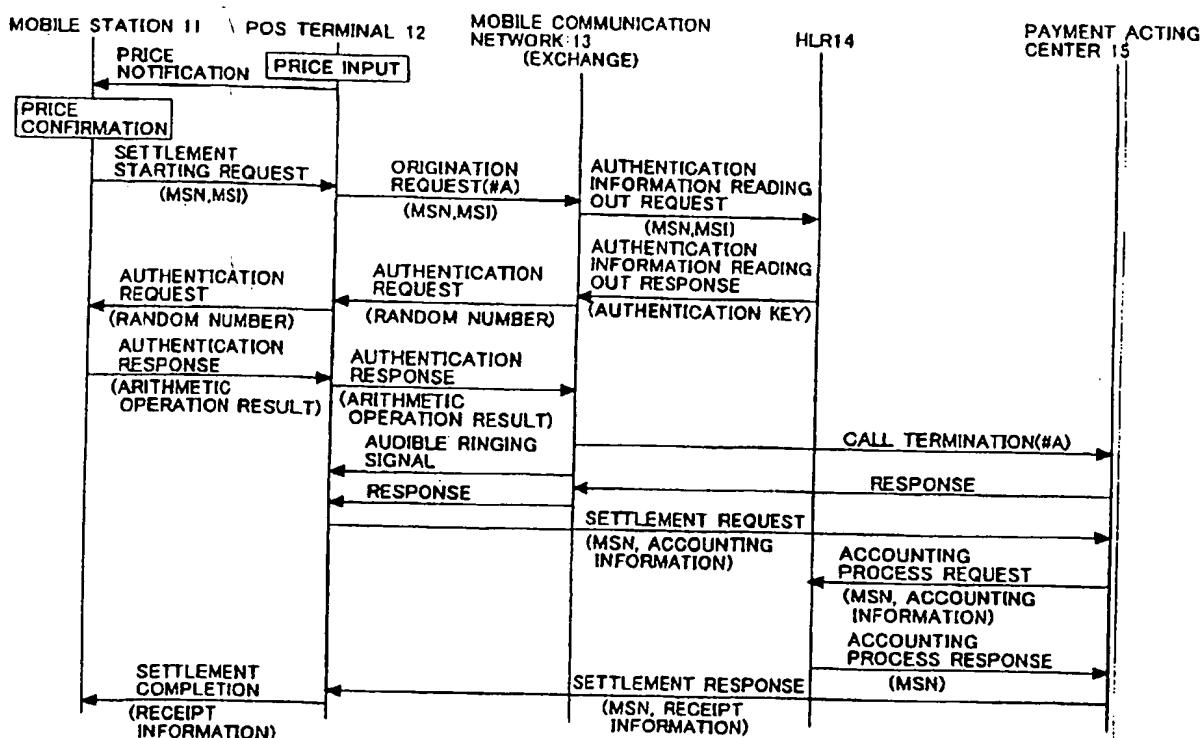 MOBILE STATION 11
POS TERMINAL 12
MOBILE COMMUNICATION
NETWORK 13
(EXCHANGE)
HLR14
PAYMENT ACTING
CENTER 15
PRICE
NOTIFICATION
PRICE INPUT
PRICE
CONFIRMATION
SETTLEMENT
STARTING REQUEST
(MSN,MSI)
ORIGINATION
REQUEST(#A)
(MSN,MSI)
AUTHENTICATION
INFORMATION READING
OUT REQUEST
(MSN,MSI)
AUTHENTICATION
INFORMATION READING
OUT RESPONSE
(AUTHENTICATION KEY)
AUTHENTICATION
REQUEST
(RANDOM NUMBER)
AUTHENTICATION
REQUEST
(RANDOM NUMBER)
AUTHENTICATION
RESPONSE
(ARITHMETIC
OPERATION RESULT)
AUTHENTICATION
RESPONSE
(ARITHMETIC
OPERATION RESULT)
CALL TERMINATION(#A)
AUDIBLE RINGING
SIGNAL
RESPONSE
RESPONSE
SETTLEMENT REQUEST
(MSN, ACCOUNTING
INFORMATION)
ACCOUNTING
PROCESS REQUEST
(MSN, ACCOUNTING
INFORMATION)
ACCOUNTING
PROCESS RESPONSE
(MSN)
SETTLEMENT RESPONSE
(MSN, RECEIPT
INFORMATION)
SETTLEMENT
COMPLETION
(RECEIPT
INFORMATION)